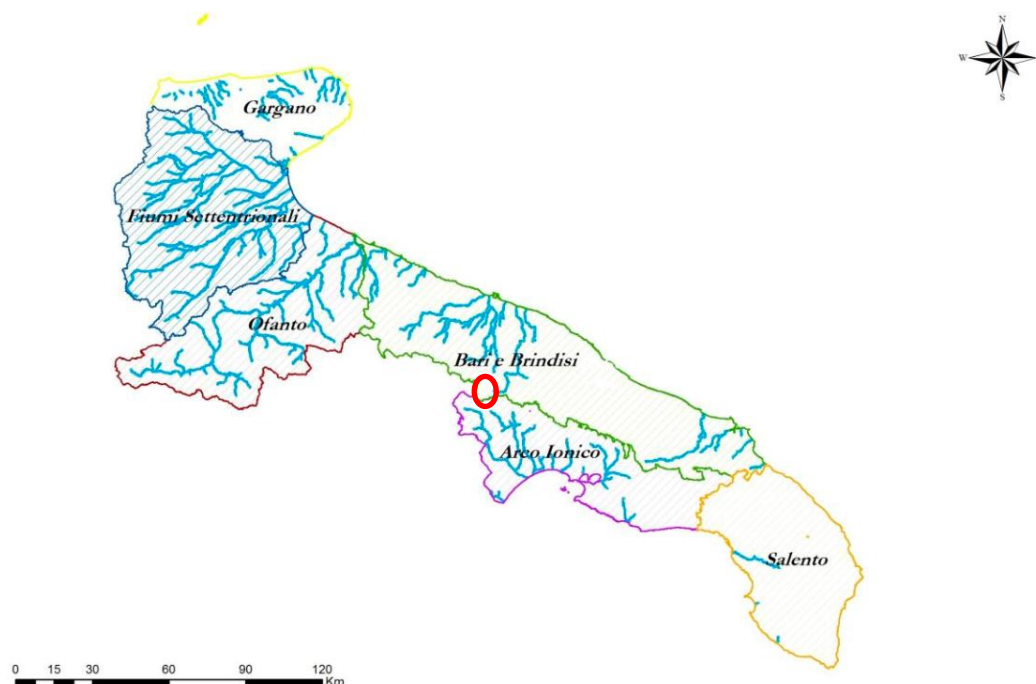 N
W
S
Gargano
Fiumi Settentrionali
Ofanto
Bari e Brindisi
Arco Ionico
Salento
0 15 30 60 90 120
Km